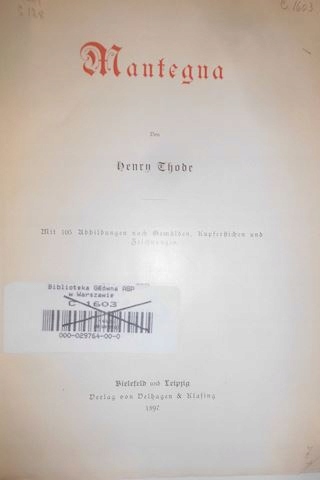 C 1603
Mantegna
Von
Henry Thode
Mit 105 Abbildungen nach Gemälden, Kupferstichen und
Zeichnungen
Biblioteka Główna ASP
w Warszawie
C 1603
000-029764-00-0
Bielefeld und Leipzig
Verlag von Velhagen & Klasing
1897